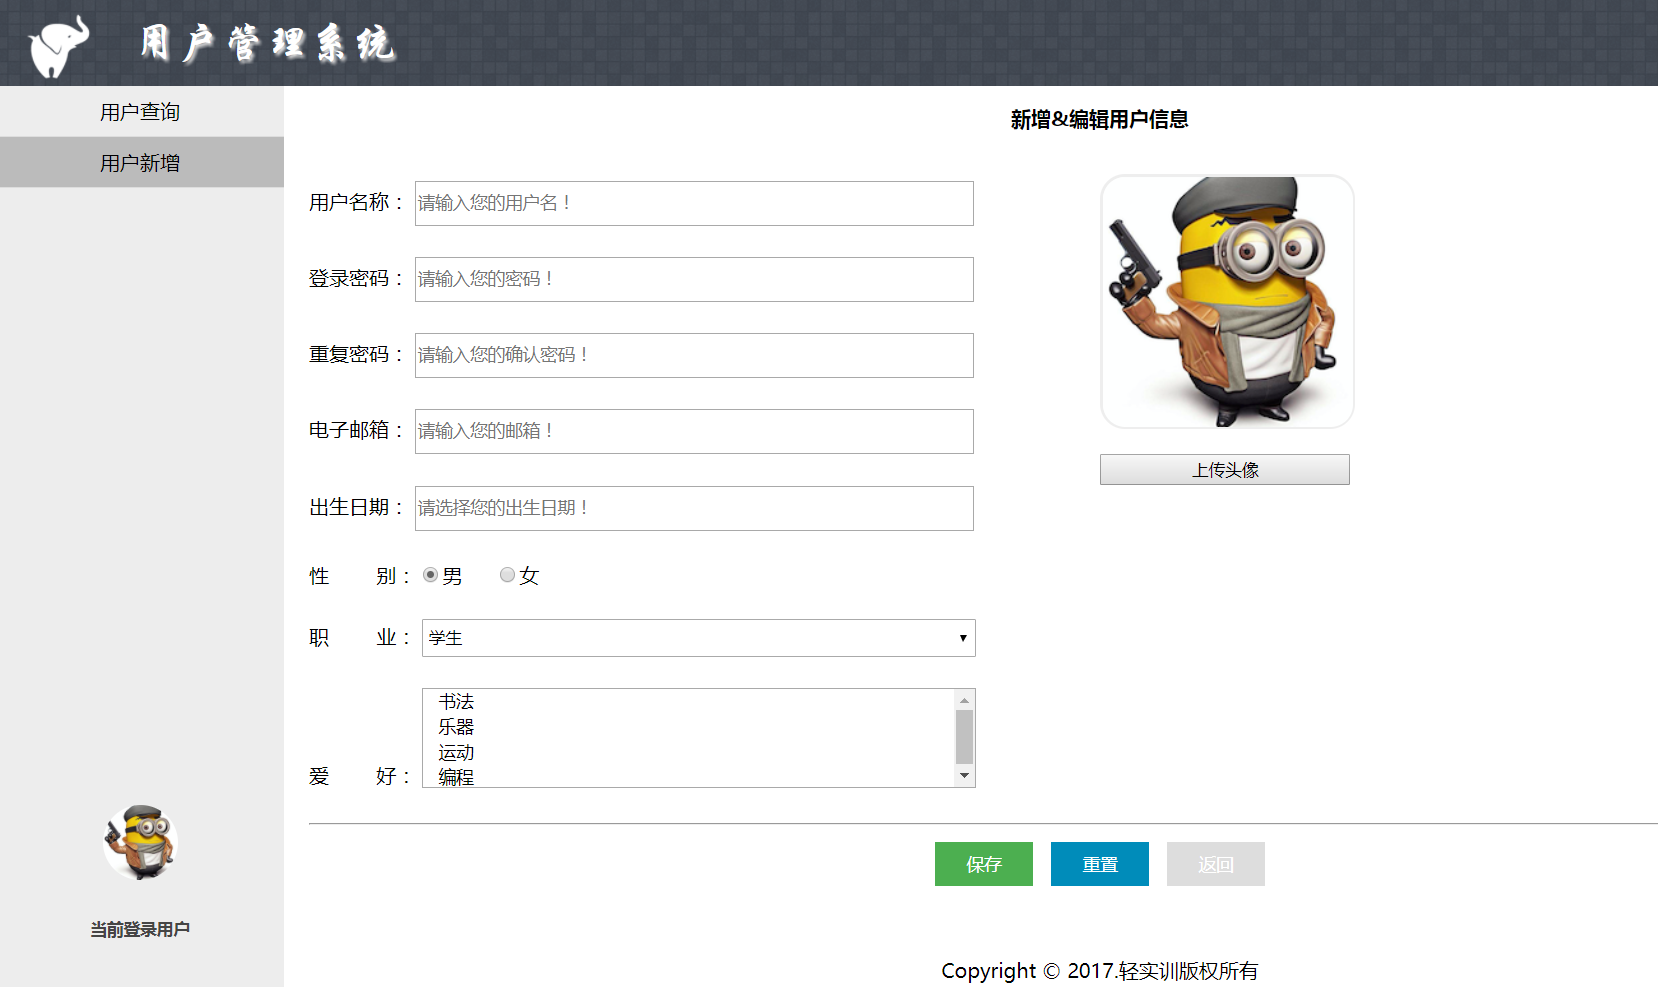 用户管理系统
用户查询
用户新增
新增&编辑用户信息
用户名称： 请输入您的用户名！
登录密码： 请输入您的密码！
重复密码： 请输入您的确认密码！
电子邮箱： 请输入您的邮箱！
出生日期： 请选择您的出生日期！
上传头像
性 别： 男 女
职 业： 学生
书法
乐器
运动
爱 好： 编程
保存 重置 返回
当前登录用户
Copyright © 2017.轻实训版权所有